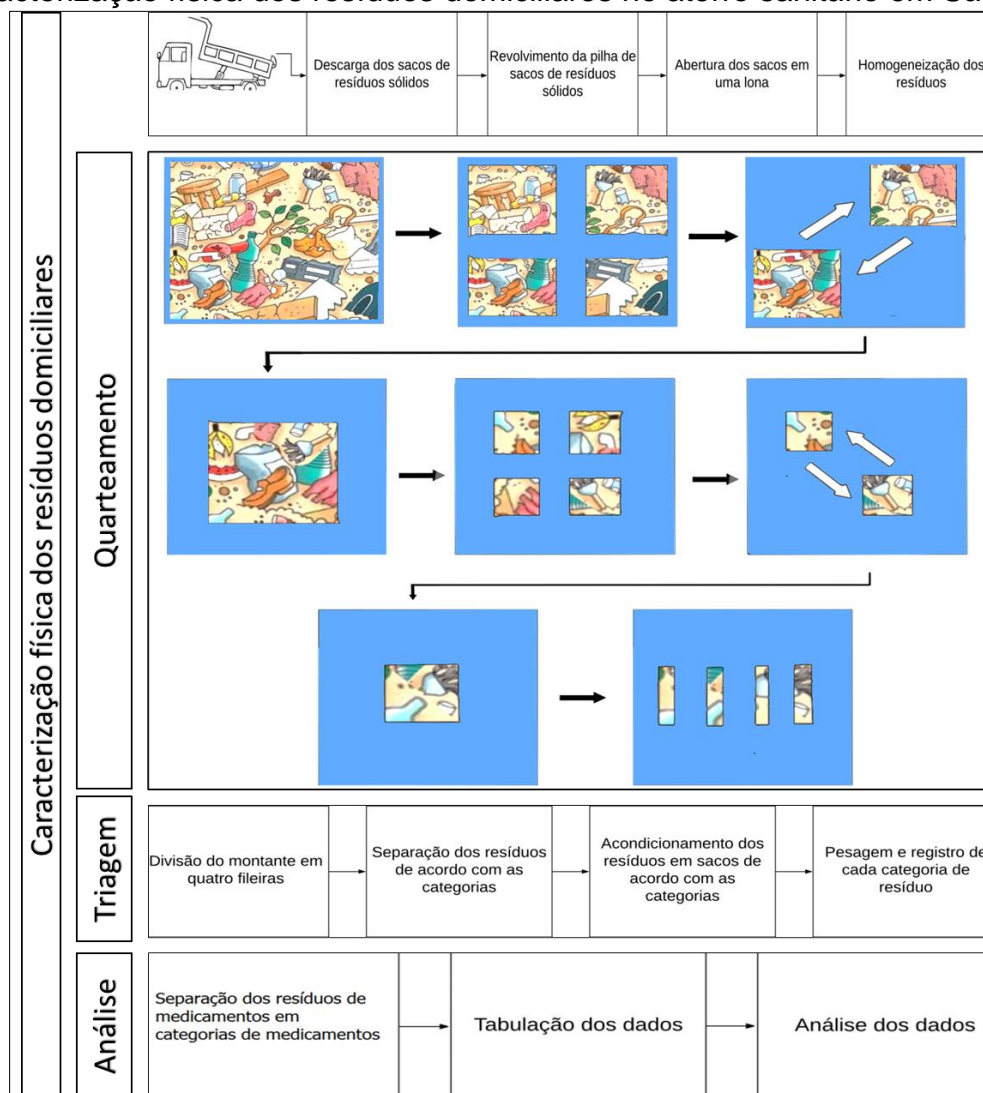 Caracterização física dos resíduos domiciliares
Descarga dos sacos de
resíduos sólidos
Revolvimento da pilha de
sacos de resíduos
sólidos
Abertura dos sacos em
uma lona
Homogeneização dos
resíduos
Quarteamento
Triagem
Divisão do montante em
quatro fileiras
Separação dos resíduos
de acordo com as
categorias
Acondicionamento dos
resíduos em sacos de
acordo com as
categorias
Pesagem e registro de
cada categoria de
resíduo
Análise
Separação dos resíduos de
medicamentos em
categorias de medicamentos
Tabulação dos dados
Análise dos dados